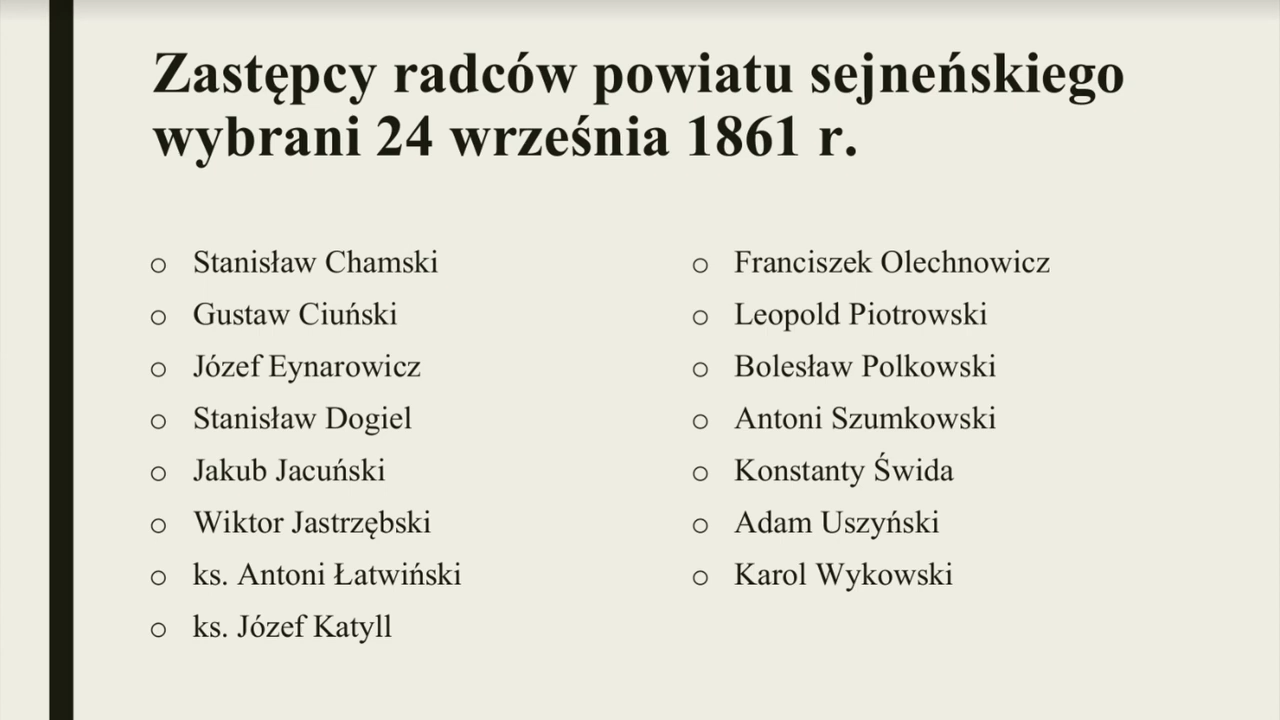 Zastępcy radców powiatu sejneńskiego
wybrani 24 września 1861 r.
Stanisław Chamski
Gustaw Ciuński
Józef Eynarowicz
Stanisław Dogiel
Jakub Jacuński
Wiktor Jastrzębski
ks. Antoni Łatwiński
ks. Józef Katyll
Franciszek Olechnowicz
Leopold Piotrowski
Bolesław Polkowski
Antoni Szumkowski
Konstanty Świda
Adam Uszyński
Karol Wykowski